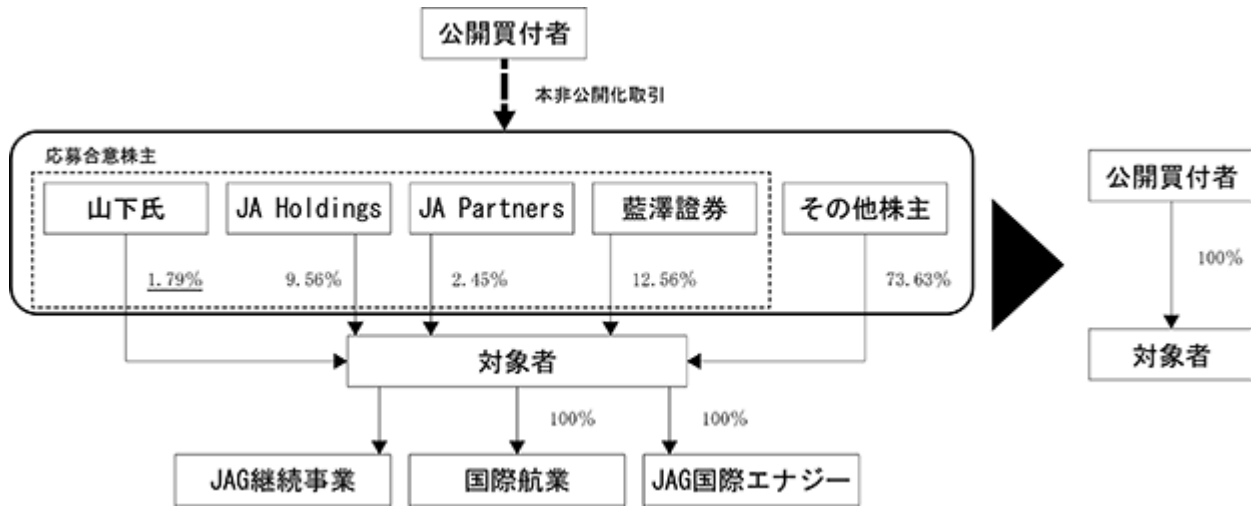 公開買付者
本非公開化取引
応募合意株主
山下氏
JA Holdings
JA Partners
藍澤證券
その他株主
1.79%
9.56%
2.45%
12.56%
73.63%
対象者
100%
100%
JAG継続事業
国際航業
JAG国際エナジー
公開買付者
100%
対象者